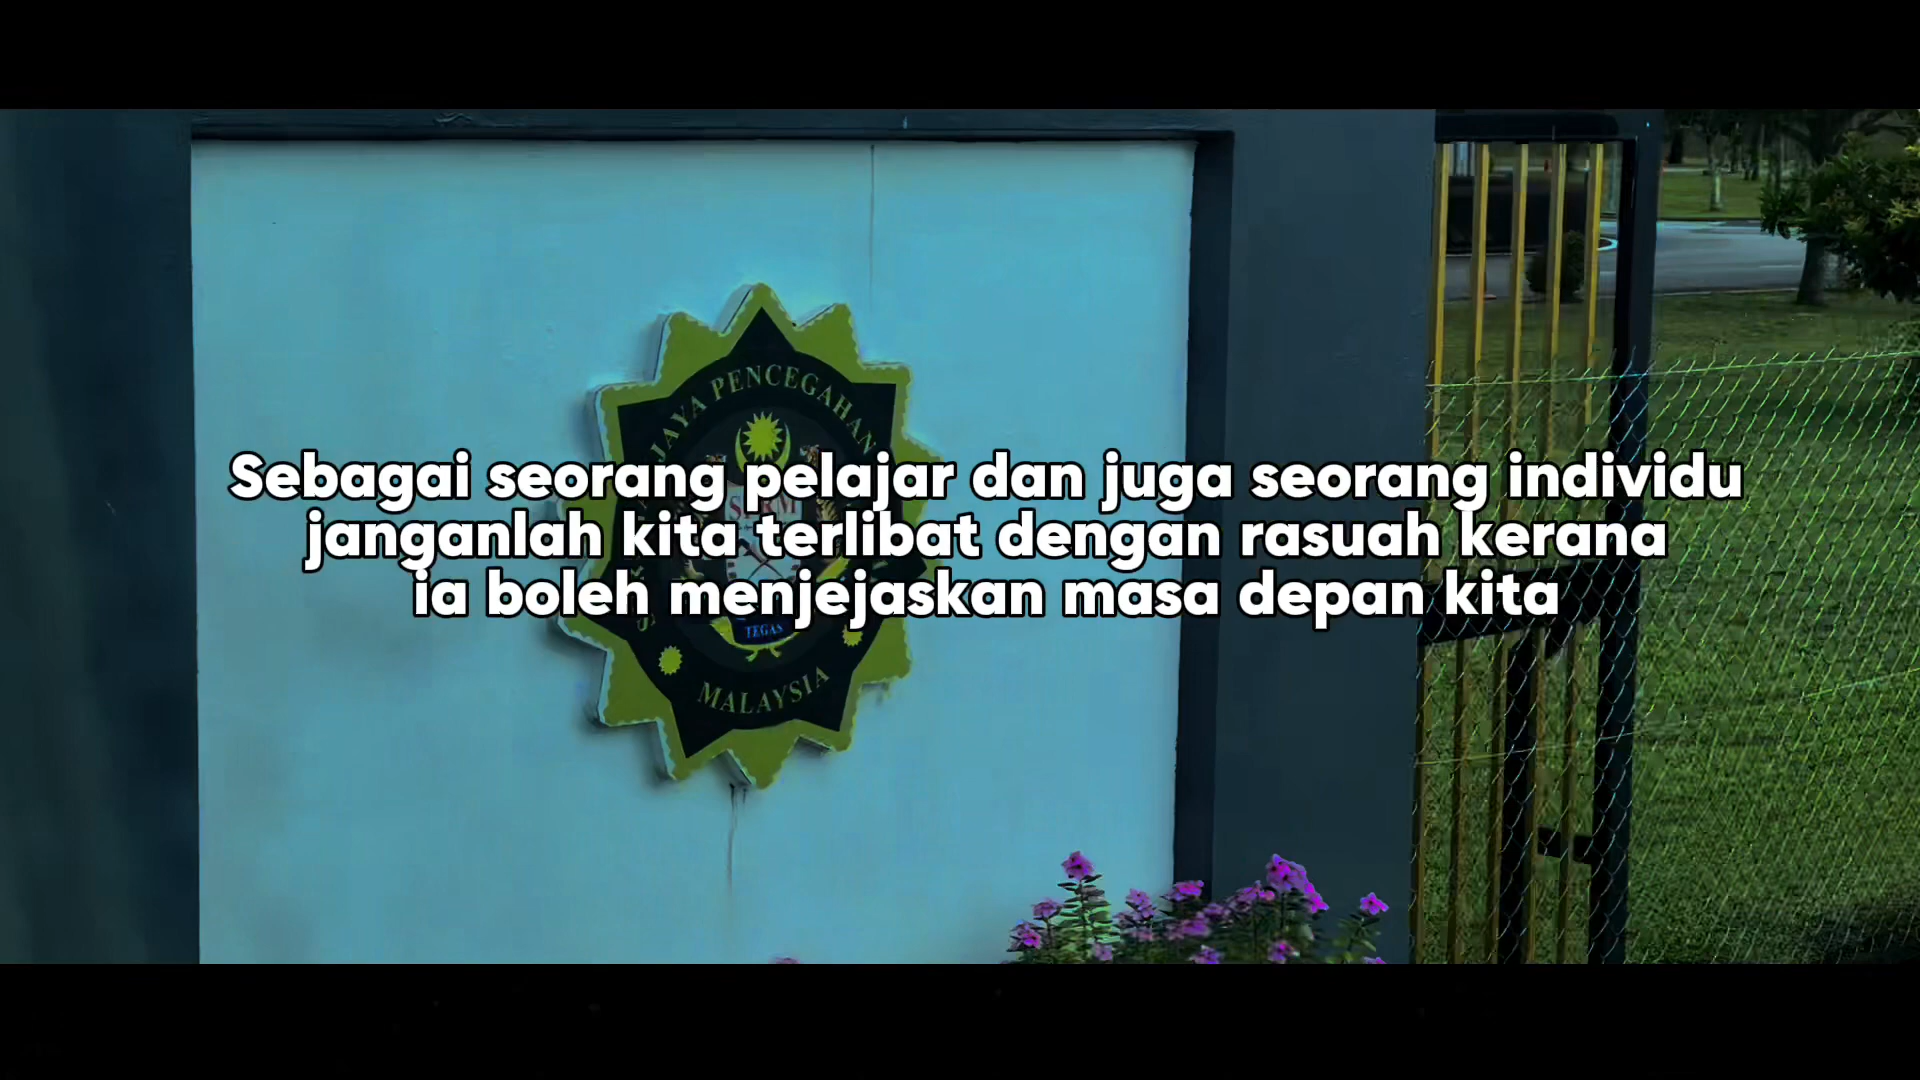 JAYA PENCEGAHAN
Sebagai seorang pelajar dan juga seorang individu
janganlah kita terlibat dengan rasuah kerana
ia boleh menjejaskan masa depan kita
TEGAS
MALAYSIA